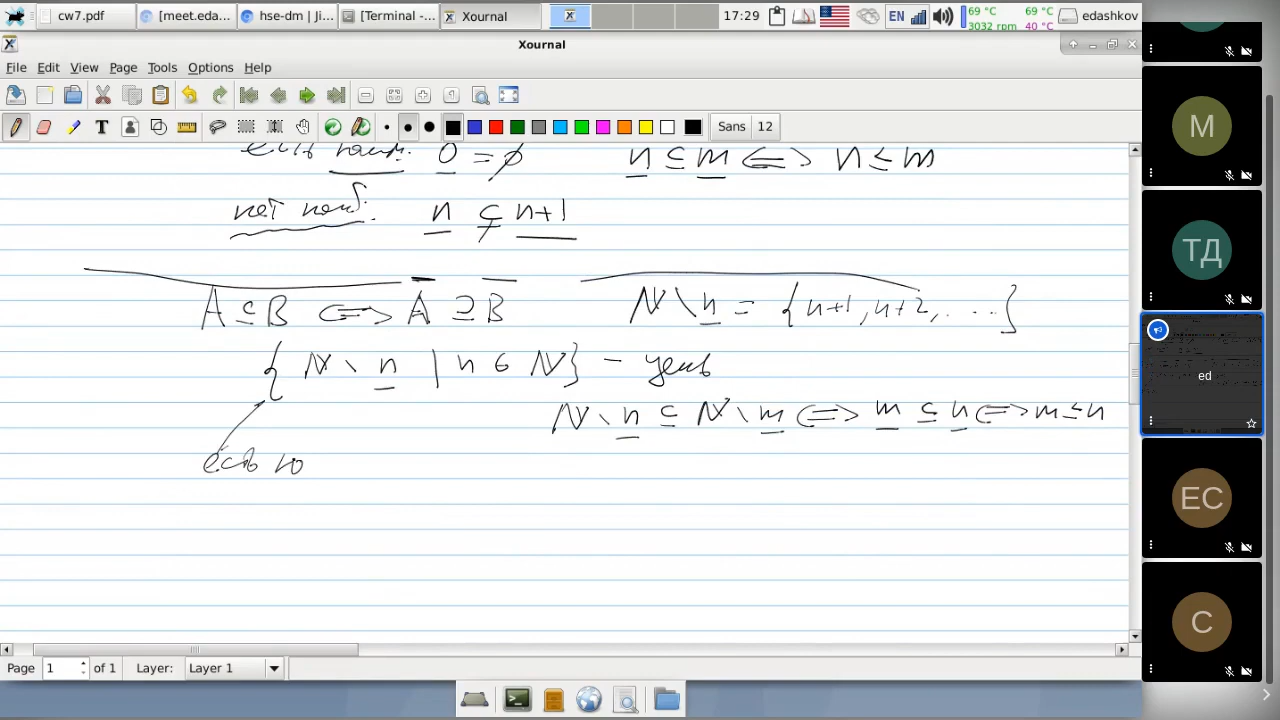 cw7.pdf [meet.eda... hse-dm | Ji... [Terminal -... Xournal 17:29 EN 69 °C 3032 rpm 69 °C 40 °C edashkov
Xournal
File Edit View Page Tools Options Help
Sans 12
есть наим. 0 = ∅ n ⊆ m ⟺ n ≤ m
нет наиб. n ⊊ n+1
A ⊆ B ⟺ A̅ ⊇ B̅ ℕ \ n = {n+1, n+2, ...}
{ ℕ \ n | n ∈ ℕ} - цепь
ℕ \ n ⊆ ℕ \ m ⟺ m ⊆ n ⟺ m ≤ n
есть но
Page 1 of 1 Layer: Layer 1
M
ТД
ed
EC
C